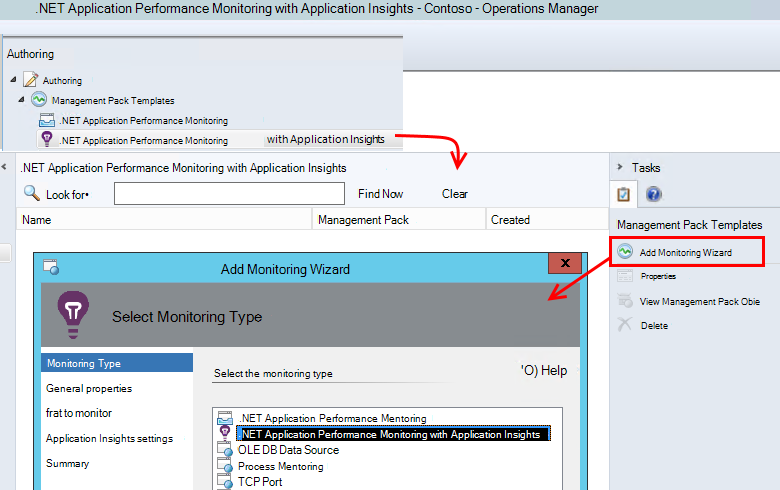 .NET Application Performance Monitoring with Application Insights - Contoso - Operations Manager
Authoring
Authoring
Management Pack Templates
.NET Application Performance Monitoring
.NET Application Performance Monitoring with Application Insights
.NET Application Performance Monitoring with Application Insights
Look for•
Find Now
Clear
Name
Management Pack
Created
Tasks
Management Pack Templates
Add Monitoring Wizard
Properties
View Management Pack Obie
Delete
Add Monitoring Wizard
x
Select Monitoring Type
Monitoring Type
General properties
frat to monitor
Application Insights settings
Summary
Select the monitoring type
'O) Help
.NET Application Performance Mentoring
.NET Application Performance Monitoring with Application Insights
OLE DB Data Source
Process Mentoring
TCP Port